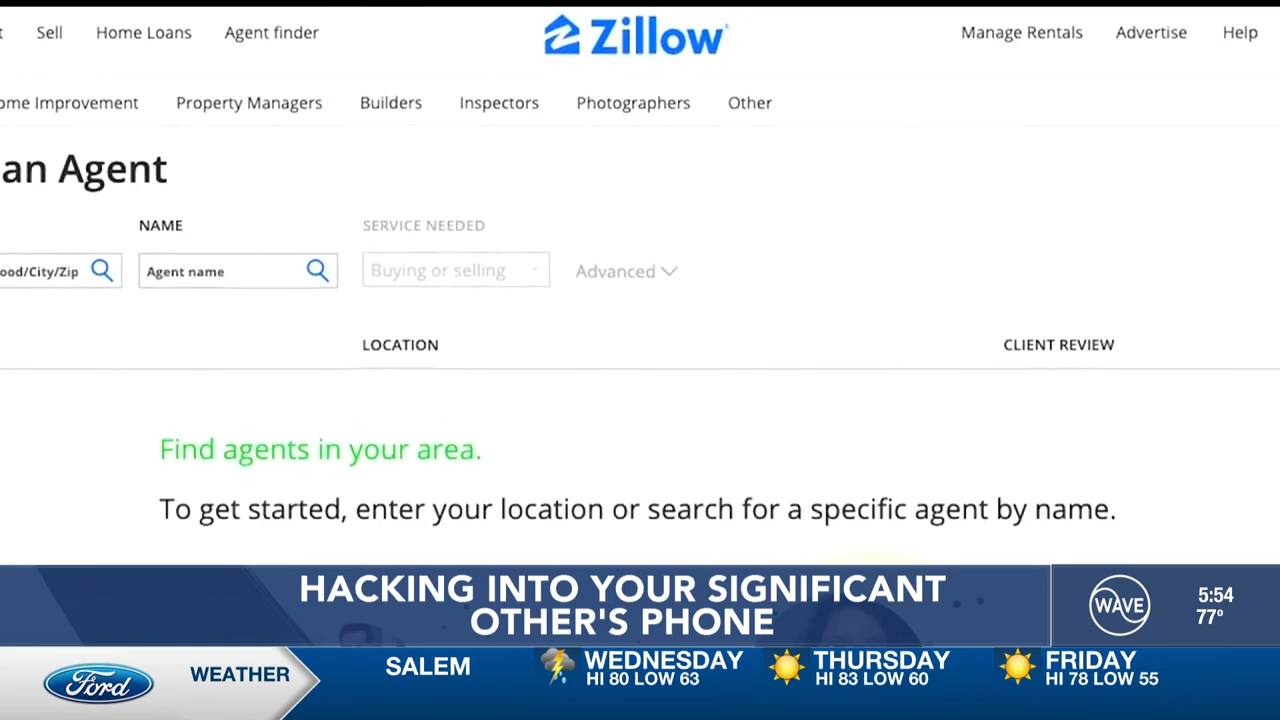 Sell Home Loans Agent finder Zillow Manage Rentals Advertise Help
ome Improvement Property Managers Builders Inspectors Photographers Other
an Agent
NAME SERVICE NEEDED
ood/City/Zip Agent name Buying or selling Advanced
LOCATION CLIENT REVIEW
Find agents in your area.
To get started, enter your location or search for a specific agent by name.
HACKING INTO YOUR SIGNIFICANT
OTHER'S PHONE
WAVE
5:54
77°
Ford
WEATHER
SALEM
WEDNESDAY
HI 80 LOW 63
THURSDAY
HI 83 LOW 60
FRIDAY
HI 78 LOW 55